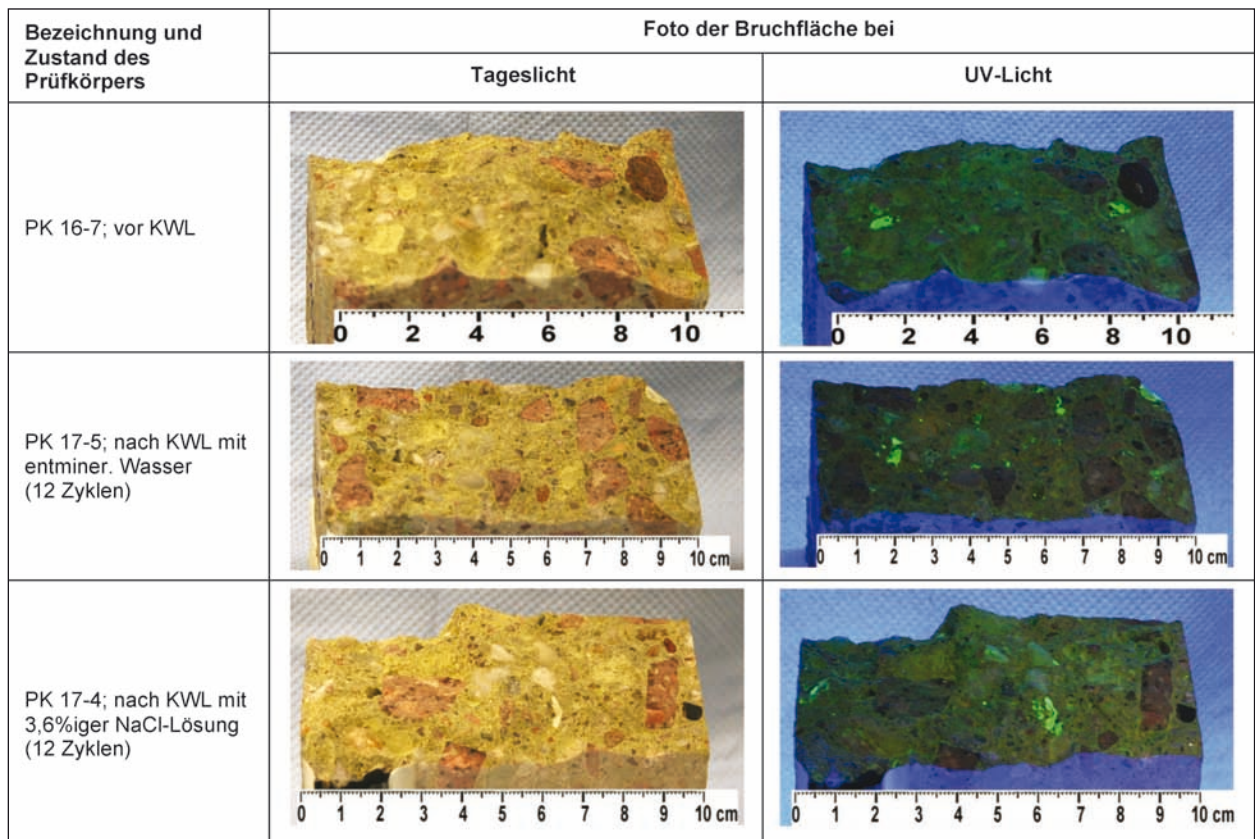 Bezeichnung und
Zustand des
Prüfkörpers
Foto der Bruchfläche bei
Tageslicht
UV-Licht
PK 16-7; vor KWL
0 2 4 6 8 10
0 2 4 6 8 10
PK 17-5; nach KWL mit
entminer. Wasser
(12 Zyklen)
0 1 2 3 4 5 6 7 8 9 10 cm
0 1 2 3 4 5 6 7 8 9 10 cm
PK 17-4; nach KWL mit
3,6%iger NaCl-Lösung
(12 Zyklen)
0 1 2 3 4 5 6 7 8 9 10 cm
0 1 2 3 4 5 6 7 8 9 10 cm